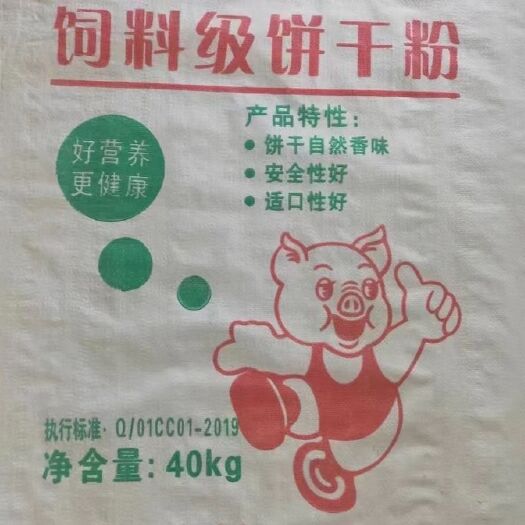 饲料级饼干粉
产品特性:
• 饼干自然香味
• 安全性好
• 适口性好
好营养
更健康
执行标准· Q/01CC01-2019
净含量: 40kg